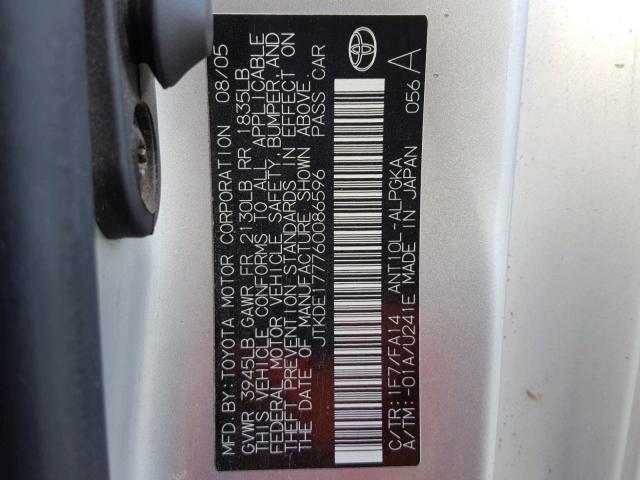 MFD. BY: TOYOTA MOTOR CORPORATION 08/05
GVWR 3945LB GAWR FR 2130LB RR 1835LB
THIS VEHICLE CONFORMS TO ALL APPLICABLE
FEDERAL MOTOR VEHICLE SAFETY, BUMPER, AND
THEFT PREVENTION STANDARDS IN EFFECT ON
THE DATE OF MANUFACTURE SHOWN ABOVE.
JTKDE177760086596 PASS CAR
C/TR: 1F7/FA14 ANT10L-ALPGKA 056 A
A/TM: -01A/U241E MADE IN JAPAN